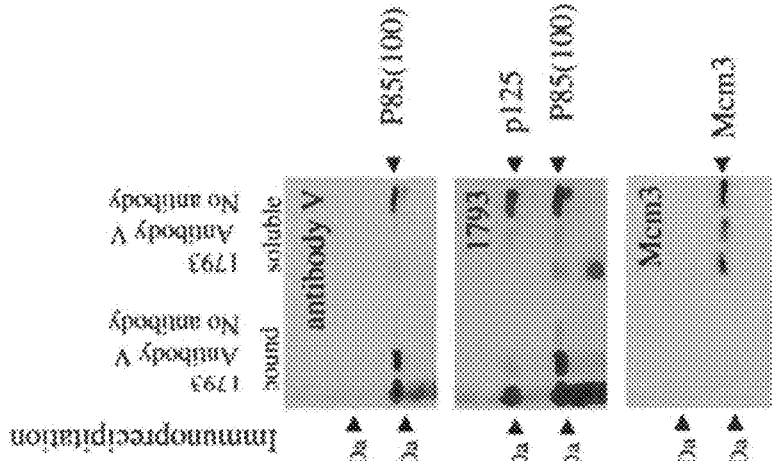 Immunoprecipitation
1793
Antibody V
No antibody
1793
Antibody V
No antibody
bound
soluble
antibody V
P85(100)
1793
p125
P85(100)
Mcm3
Mcm3